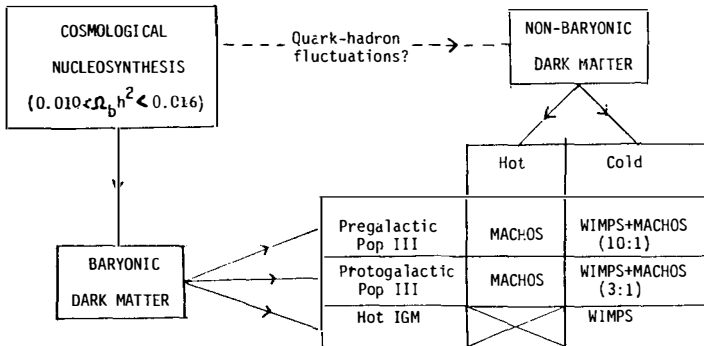 COSMOLOGICAL
NUCLEOSYNTHESIS
(0.010<Ω_b h²<0.016)
Quark-hadron
fluctuations?
NON-BARYONIC
DARK MATTER
Hot Cold
BARYONIC
DARK MATTER
Pregalactic
Pop III
MACHOS
WIMPS+MACHOS
(10:1)
Protogalactic
Pop III
MACHOS
WIMPS+MACHOS
(3:1)
Hot IGM
WIMPS